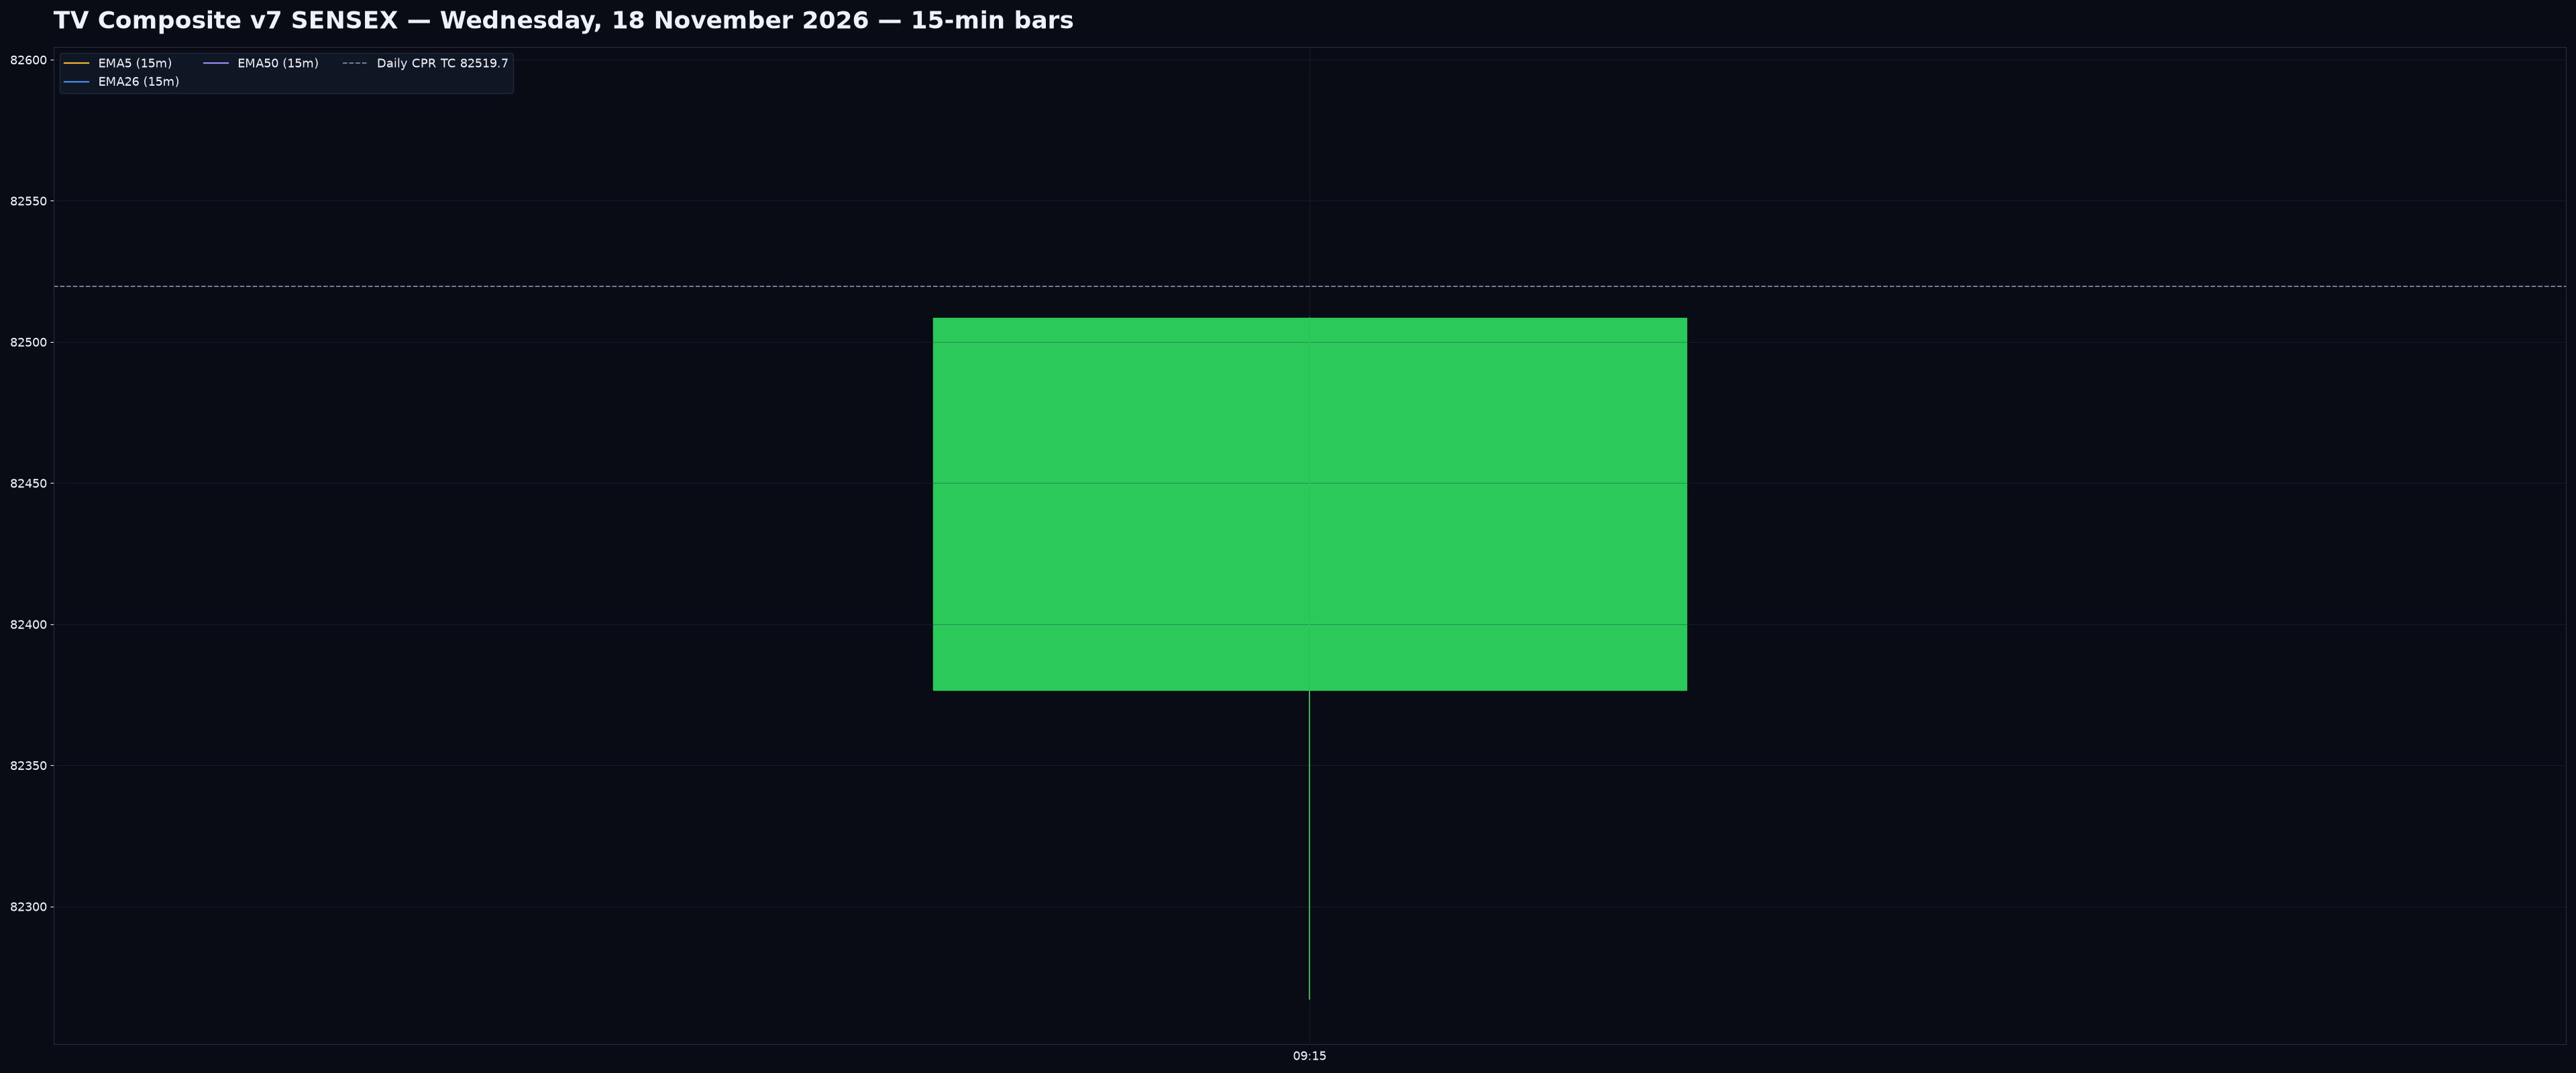 TV Composite v7 SENSEX — Wednesday, 18 November 2026 — 15-min bars
EMA5 (15m) EMA50 (15m) Daily CPR TC 82519.7
EMA26 (15m)
82600
82550
82500
82450
82400
82350
82300
09:15